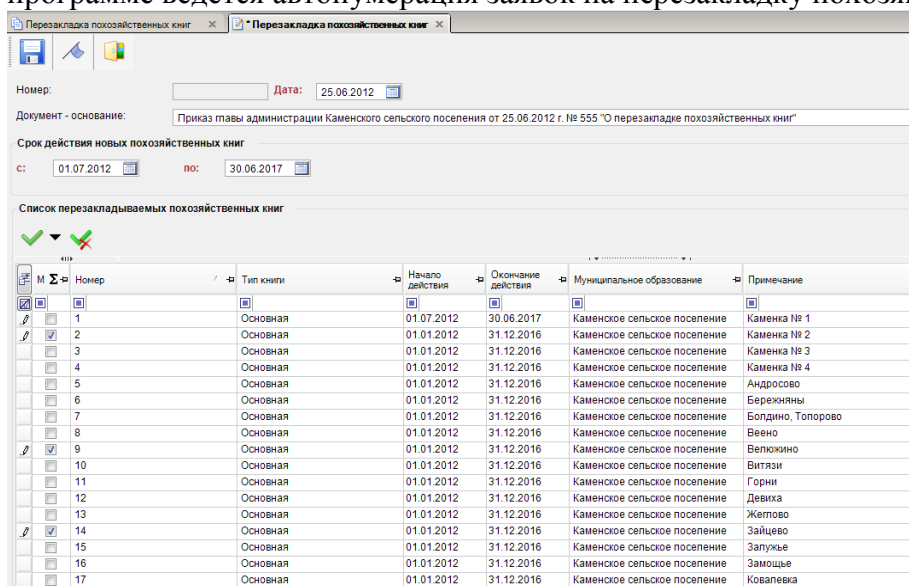 программе ведется автонумерация заявок на перезакладку похозя
Перезакладка похозяйственных книг × * Перезакладка похозяйственных книг ×
Номер: Дата: 25.06.2012
Документ - основание: Приказ главы администрации Каменского сельского поселения от 25.06.2012 г. № 555 "О перезакладке похозяйственных книг"
Срок действия новых похозяйственных книг
с: 01.07.2012 по: 30.06.2017
Список перезакладываемых похозяйственных книг
М Σ Номер Тип книги Начало действия Окончание действия Муниципальное образование Примечание
1 Основная 01.07.2012 30.06.2017 Каменское сельское поселение Каменка № 1
2 Основная 01.01.2012 31.12.2016 Каменское сельское поселение Каменка № 2
3 Основная 01.01.2012 31.12.2016 Каменское сельское поселение Каменка № 3
4 Основная 01.01.2012 31.12.2016 Каменское сельское поселение Каменка № 4
5 Основная 01.01.2012 31.12.2016 Каменское сельское поселение Андросово
6 Основная 01.01.2012 31.12.2016 Каменское сельское поселение Бережняны
7 Основная 01.01.2012 31.12.2016 Каменское сельское поселение Болдино, Топорово
8 Основная 01.01.2012 31.12.2016 Каменское сельское поселение Веено
9 Основная 01.01.2012 31.12.2016 Каменское сельское поселение Велюжино
10 Основная 01.01.2012 31.12.2016 Каменское сельское поселение Витязи
11 Основная 01.01.2012 31.12.2016 Каменское сельское поселение Горни
12 Основная 01.01.2012 31.12.2016 Каменское сельское поселение Девиха
13 Основная 01.01.2012 31.12.2016 Каменское сельское поселение Жеглово
14 Основная 01.01.2012 31.12.2016 Каменское сельское поселение Зайцево
15 Основная 01.01.2012 31.12.2016 Каменское сельское поселение Залужье
16 Основная 01.01.2012 31.12.2016 Каменское сельское поселение Замощье
17 Основная 01.01.2012 31.12.2016 Каменское сельское поселение Ковалевка